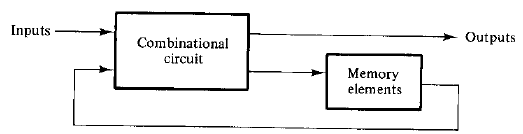 Inputs
Combinational
circuit
Outputs
Memory
elements